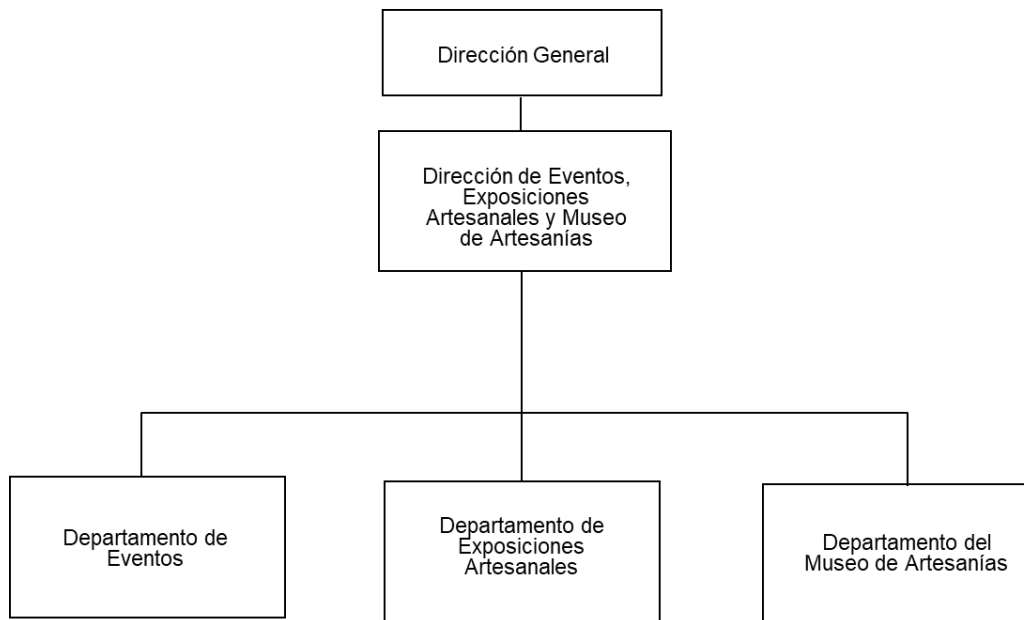 Dirección General
Dirección de Eventos,
Exposiciones
Artesanales y Museo
de Artesanías
Departamento de
Eventos
Departamento de
Exposiciones
Artesanales
Departamento del
Museo de Artesanías